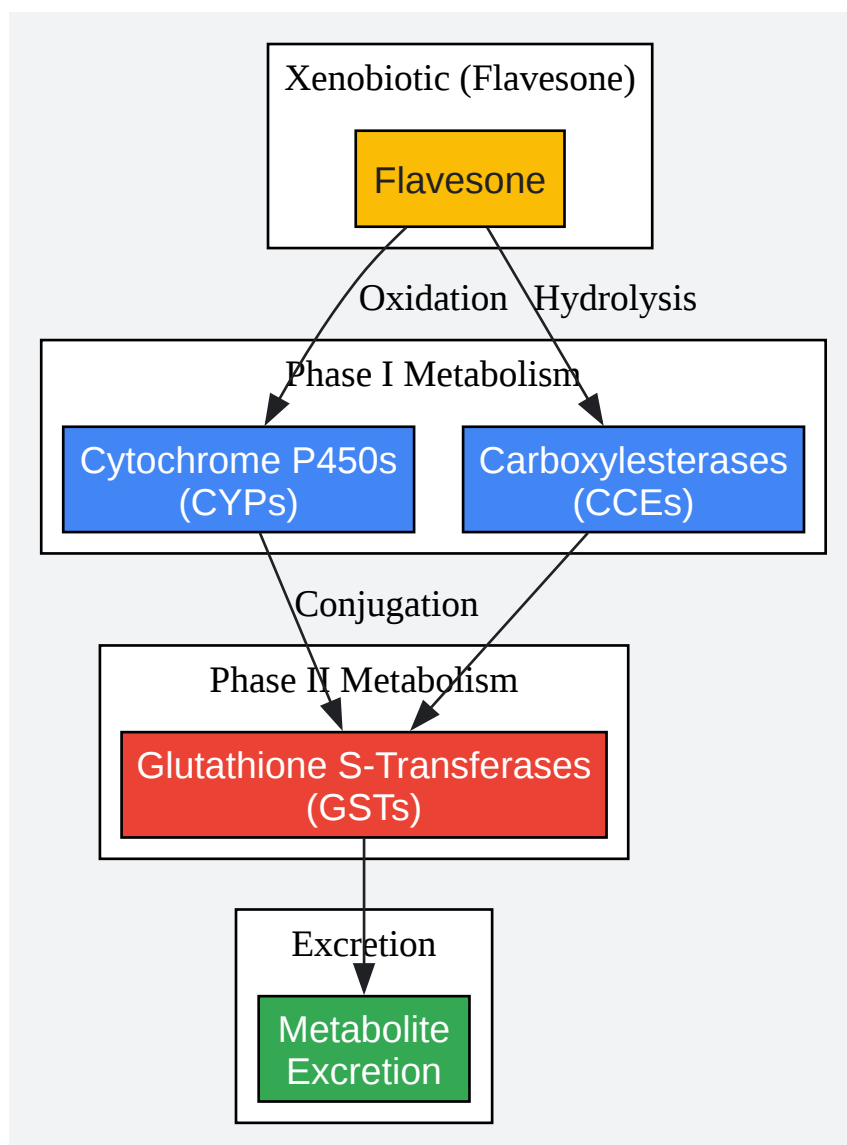 Xenobiotic (Flavesone)
Flavesone
Oxidation
Hydrolysis
Phase I Metabolism
Cytochrome P450s
(CYPs)
Carboxylesterases
(CCEs)
Conjugation
Phase II Metabolism
Glutathione S-Transferases
(GSTs)
Excretion
Metabolite
Excretion